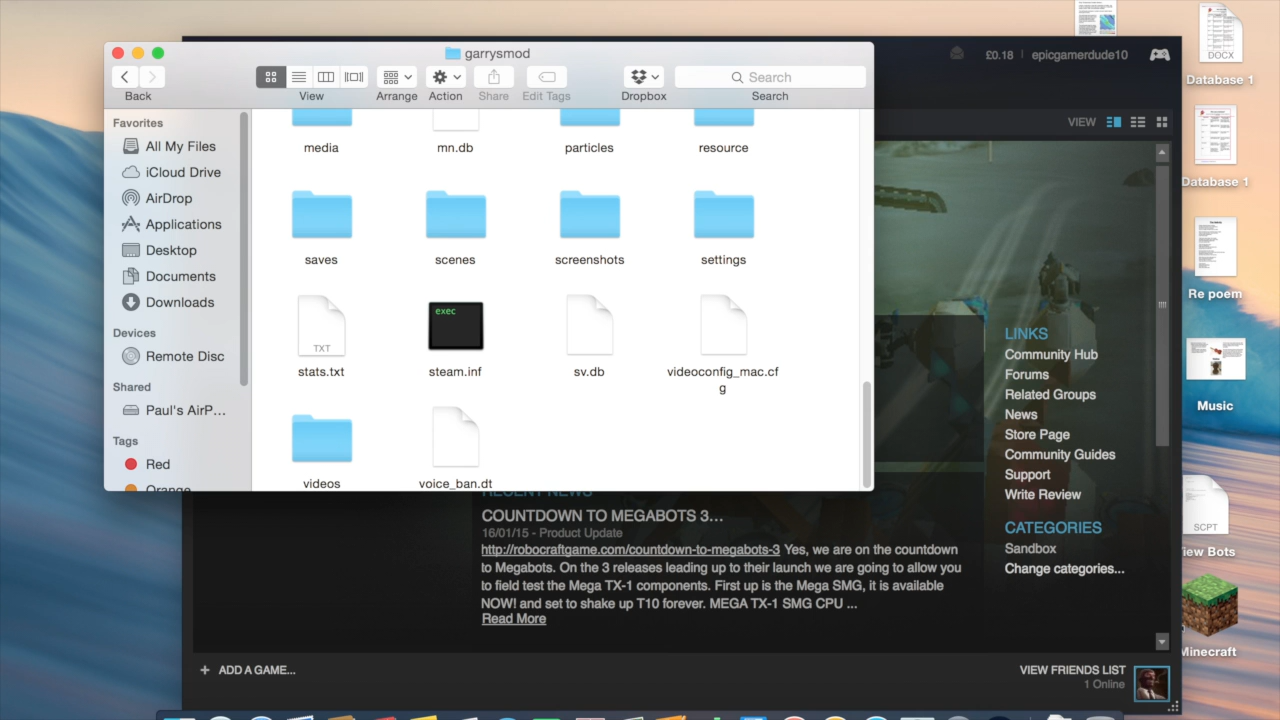 garrysmod
Back
View
Arrange
Action
Share
Edit Tags
Dropbox
Search
Search
Favorites
All My Files
iCloud Drive
AirDrop
Applications
Desktop
Documents
Downloads
Devices
Remote Disc
Shared
Paul's AirP...
Tags
Red
Orange
media
mn.db
particles
resource
saves
scenes
screenshots
settings
TXT
stats.txt
exec
steam.inf
sv.db
videoconfig_mac.cf
g
videos
voice_ban.dt
£0.18
epicgamerdude10
VIEW
LINKS
Community Hub
Forums
Related Groups
News
Store Page
Community Guides
Support
Write Review
CATEGORIES
Sandbox
Change categories...
RECENT NEWS
COUNTDOWN TO MEGABOTS 3...
16/01/15 - Product Update
http://robocraftgame.com/countdown-to-megabots-3 Yes, we are on the countdown
to Megabots. On the 3 releases leading up to their launch we are going to allow you
to field test the Mega TX-1 components. First up is the Mega SMG, it is available
NOW! and set to shake up T10 forever. MEGA TX-1 SMG CPU ...
Read More
+ ADD A GAME...
VIEW FRIENDS LIST
1 Online
DOCX
Database 1
Database 1
Re poem
Music
SCPT
iew Bots
Minecraft